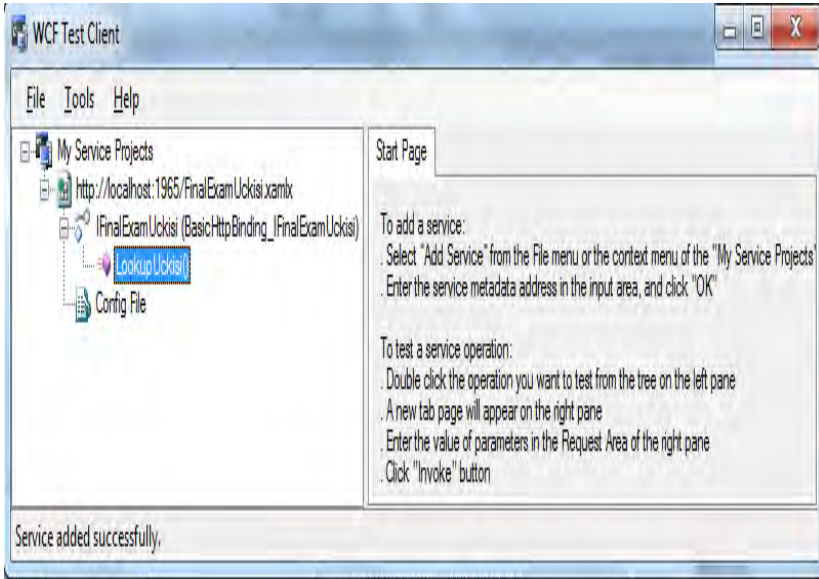 WCF Test Client
File Tools Help
My Service Projects
http://localhost:1965/FinalExamUckisi.xamlx
IFinalExamUckisi (BasicHttpBinding_IFinalExamUckisi)
LookupUckisi()
Config File
Start Page
To add a service:
. Select "Add Service" from the File menu or the context menu of the "My Service Projects"
. Enter the service metadata address in the input area, and click "OK"
To test a service operation:
. Double click the operation you want to test from the tree on the left pane
. A new tab page will appear on the right pane
. Enter the value of parameters in the Request Area of the right pane
. Click "Invoke" button
Service added successfully.